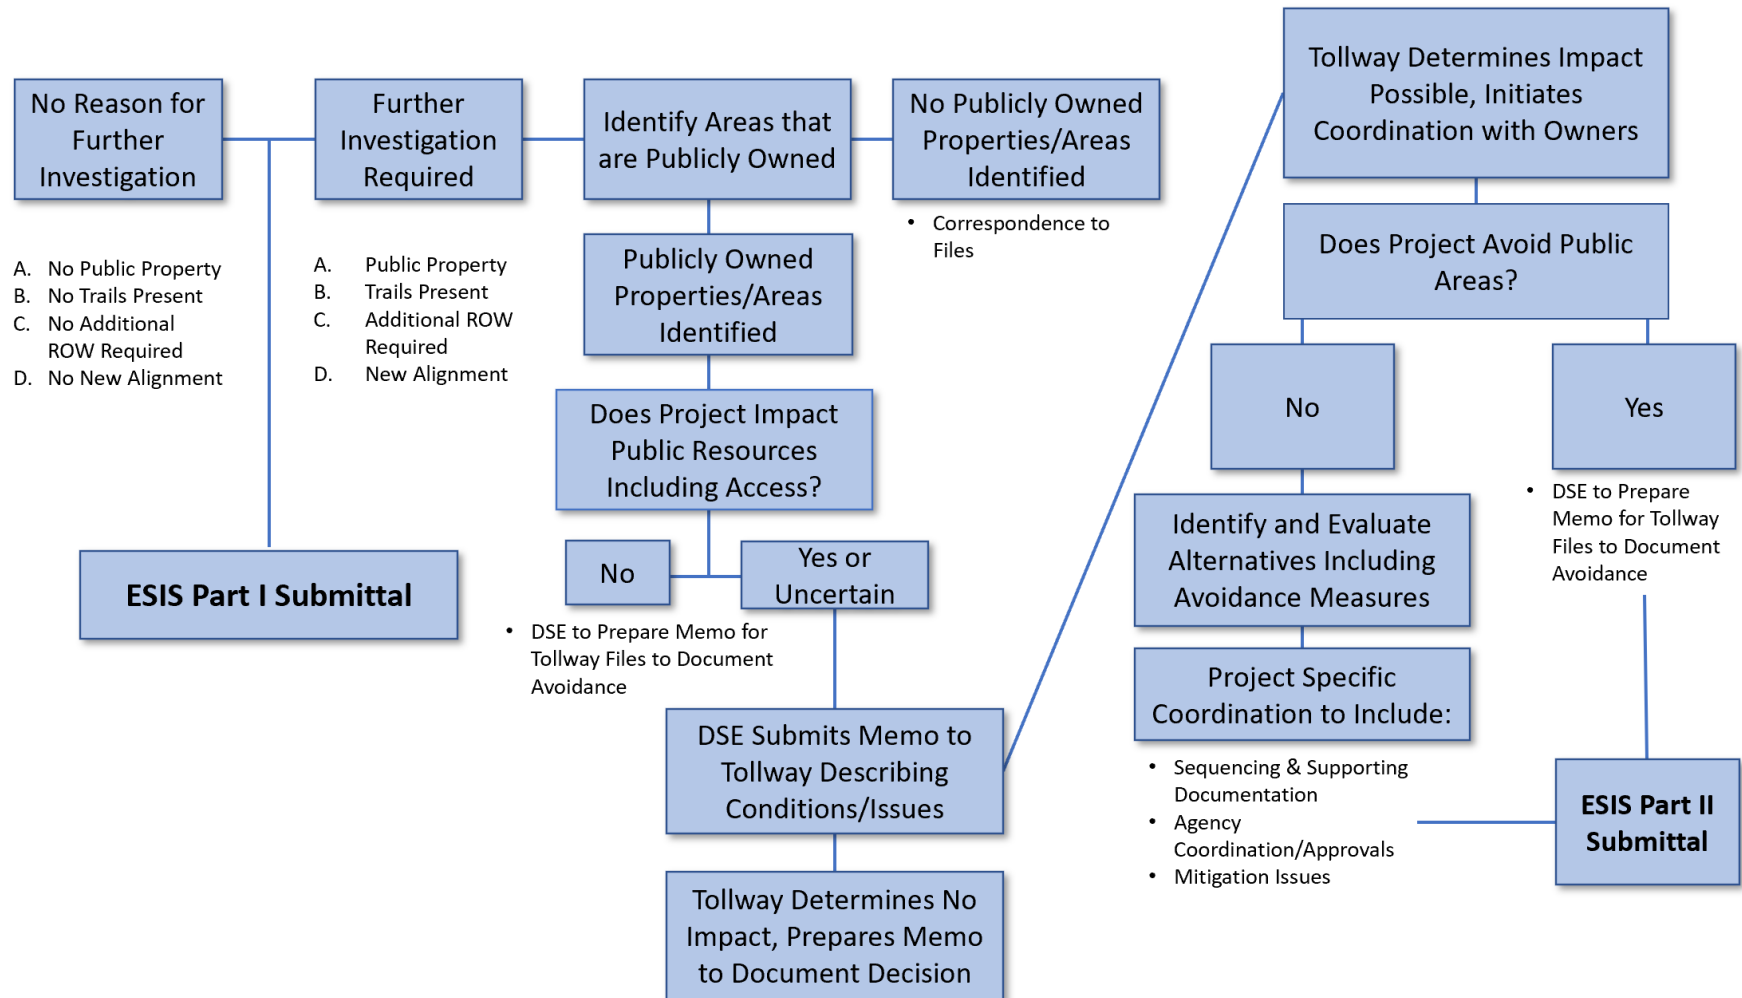 No Reason for
Further
Investigation
A. No Public Property
B. No Trails Present
C. No Additional
ROW Required
D. No New Alignment
Further
Investigation
Required
A. Public Property
B. Trails Present
C. Additional ROW
Required
D. New Alignment
ESIS Part I Submittal
Identify Areas that
are Publicly Owned
No Publicly Owned
Properties/Areas
Identified
• Correspondence to
Files
Publicly Owned
Properties/Areas
Identified
Does Project Impact
Public Resources
Including Access?
No
• DSE to Prepare Memo for
Tollway Files to Document
Avoidance
Yes or
Uncertain
DSE Submits Memo to
Tollway Describing
Conditions/Issues
Tollway Determines No
Impact, Prepares Memo
to Document Decision
Tollway Determines Impact
Possible, Initiates
Coordination with Owners
Does Project Avoid Public
Areas?
No
Identify and Evaluate
Alternatives Including
Avoidance Measures
Project Specific
Coordination to Include:
• Sequencing & Supporting
Documentation
• Agency
Coordination/Approvals
• Mitigation Issues
Yes
• DSE to Prepare
Memo for Tollway
Files to Document
Avoidance
ESIS Part II
Submittal